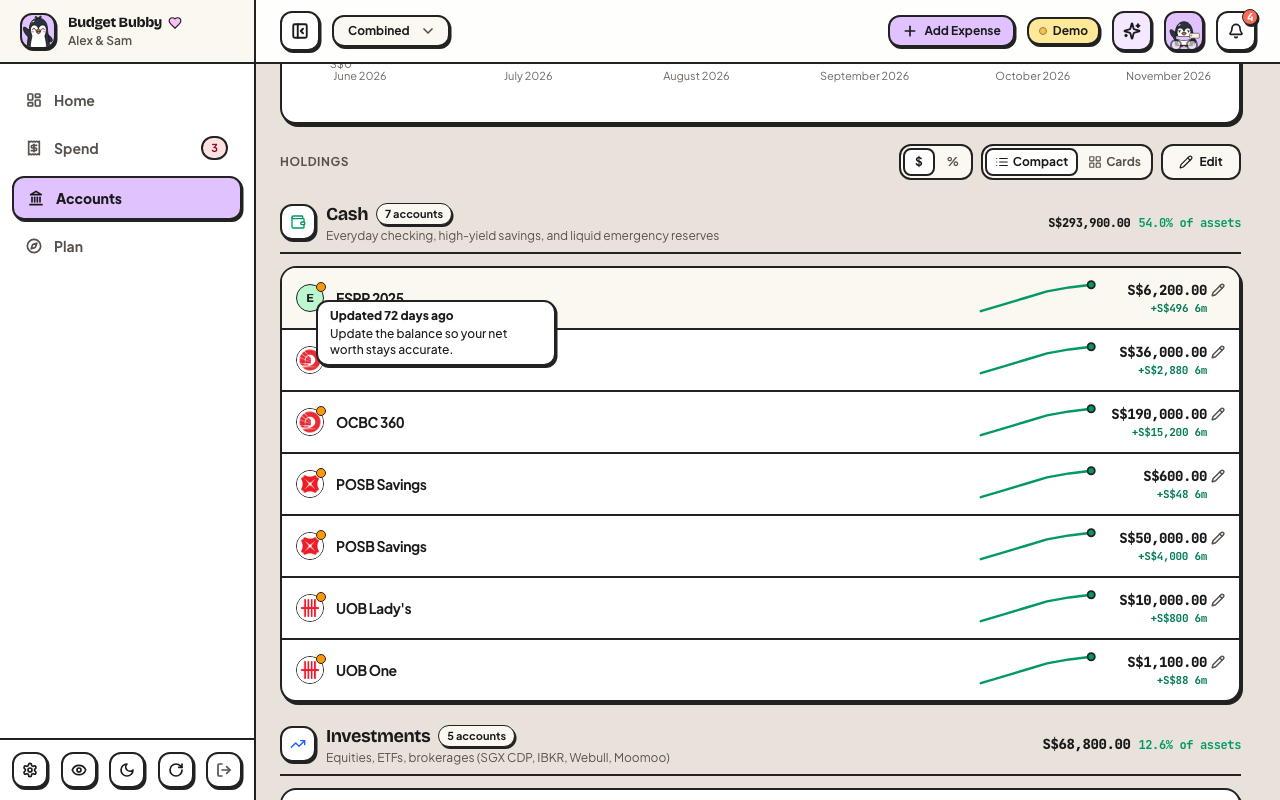 Budget Bubby
Alex & Sam
Combined
Add Expense
Demo
4
Home
Spend
3
Accounts
Plan
S$0
June 2026
July 2026
August 2026
September 2026
October 2026
November 2026
HOLDINGS
$
%
Compact
Cards
Edit
Cash
7 accounts
Everyday checking, high-yield savings, and liquid emergency reserves
S$293,900.00 54.0% of assets
E
ESPP 2025
S$6,200.00
+S$496 6m
Updated 72 days ago
Update the balance so your net
worth stays accurate.
S$36,000.00
+S$2,880 6m
OCBC 360
S$190,000.00
+S$15,200 6m
POSB Savings
S$600.00
+S$48 6m
POSB Savings
S$50,000.00
+S$4,000 6m
UOB Lady's
S$10,000.00
+S$800 6m
UOB One
S$1,100.00
+S$88 6m
Investments
5 accounts
Equities, ETFs, brokerages (SGX CDP, IBKR, Webull, Moomoo)
S$68,800.00 12.6% of assets